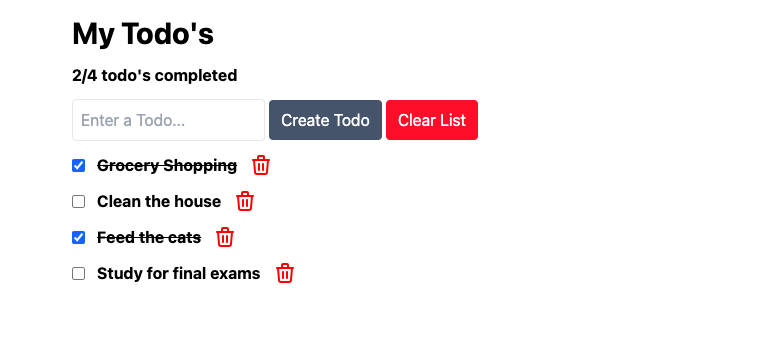 My Todo's
2/4 todo's completed
Enter a Todo... Create Todo Clear List
Grocery Shopping
Clean the house
Feed the cats
Study for final exams